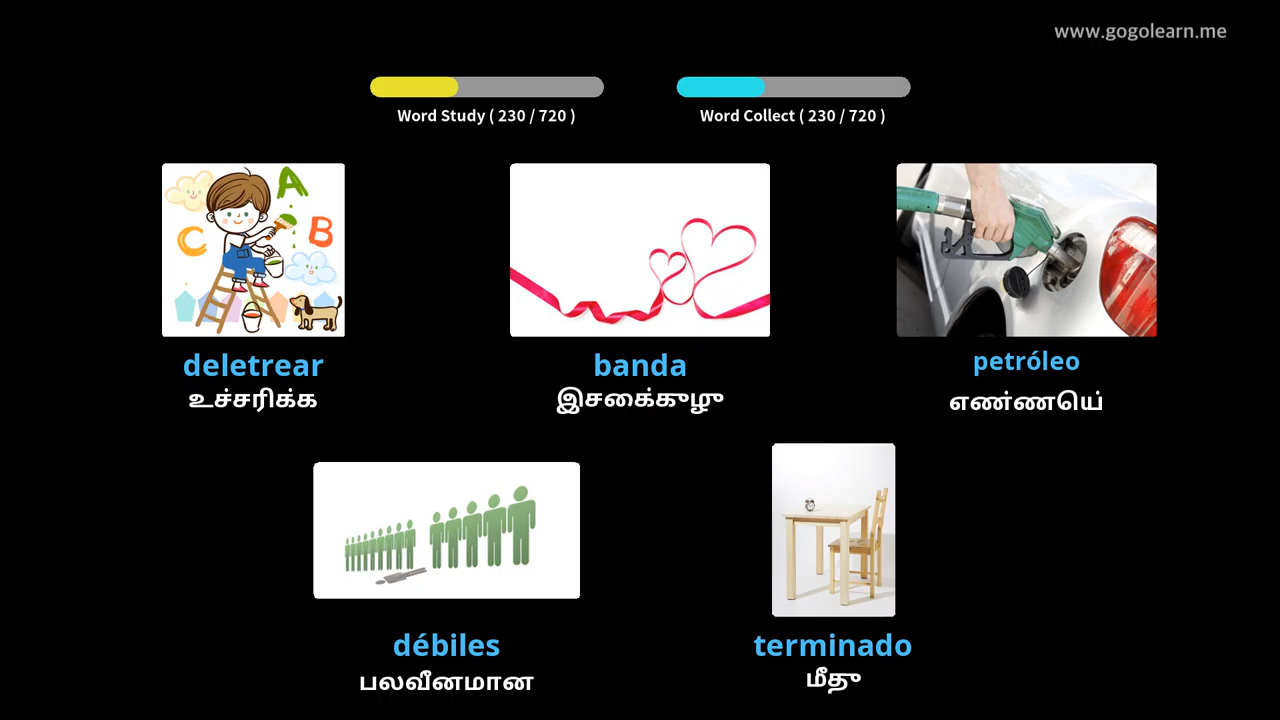 www.gogolearn.me
Word Study ( 230 / 720 )
Word Collect ( 230 / 720 )
A
B
C
deletrear
உச்சரிக்க
banda
இசைக்குழு
petróleo
எண்ணெய்
débiles
பலவீனமான
terminado
மீது